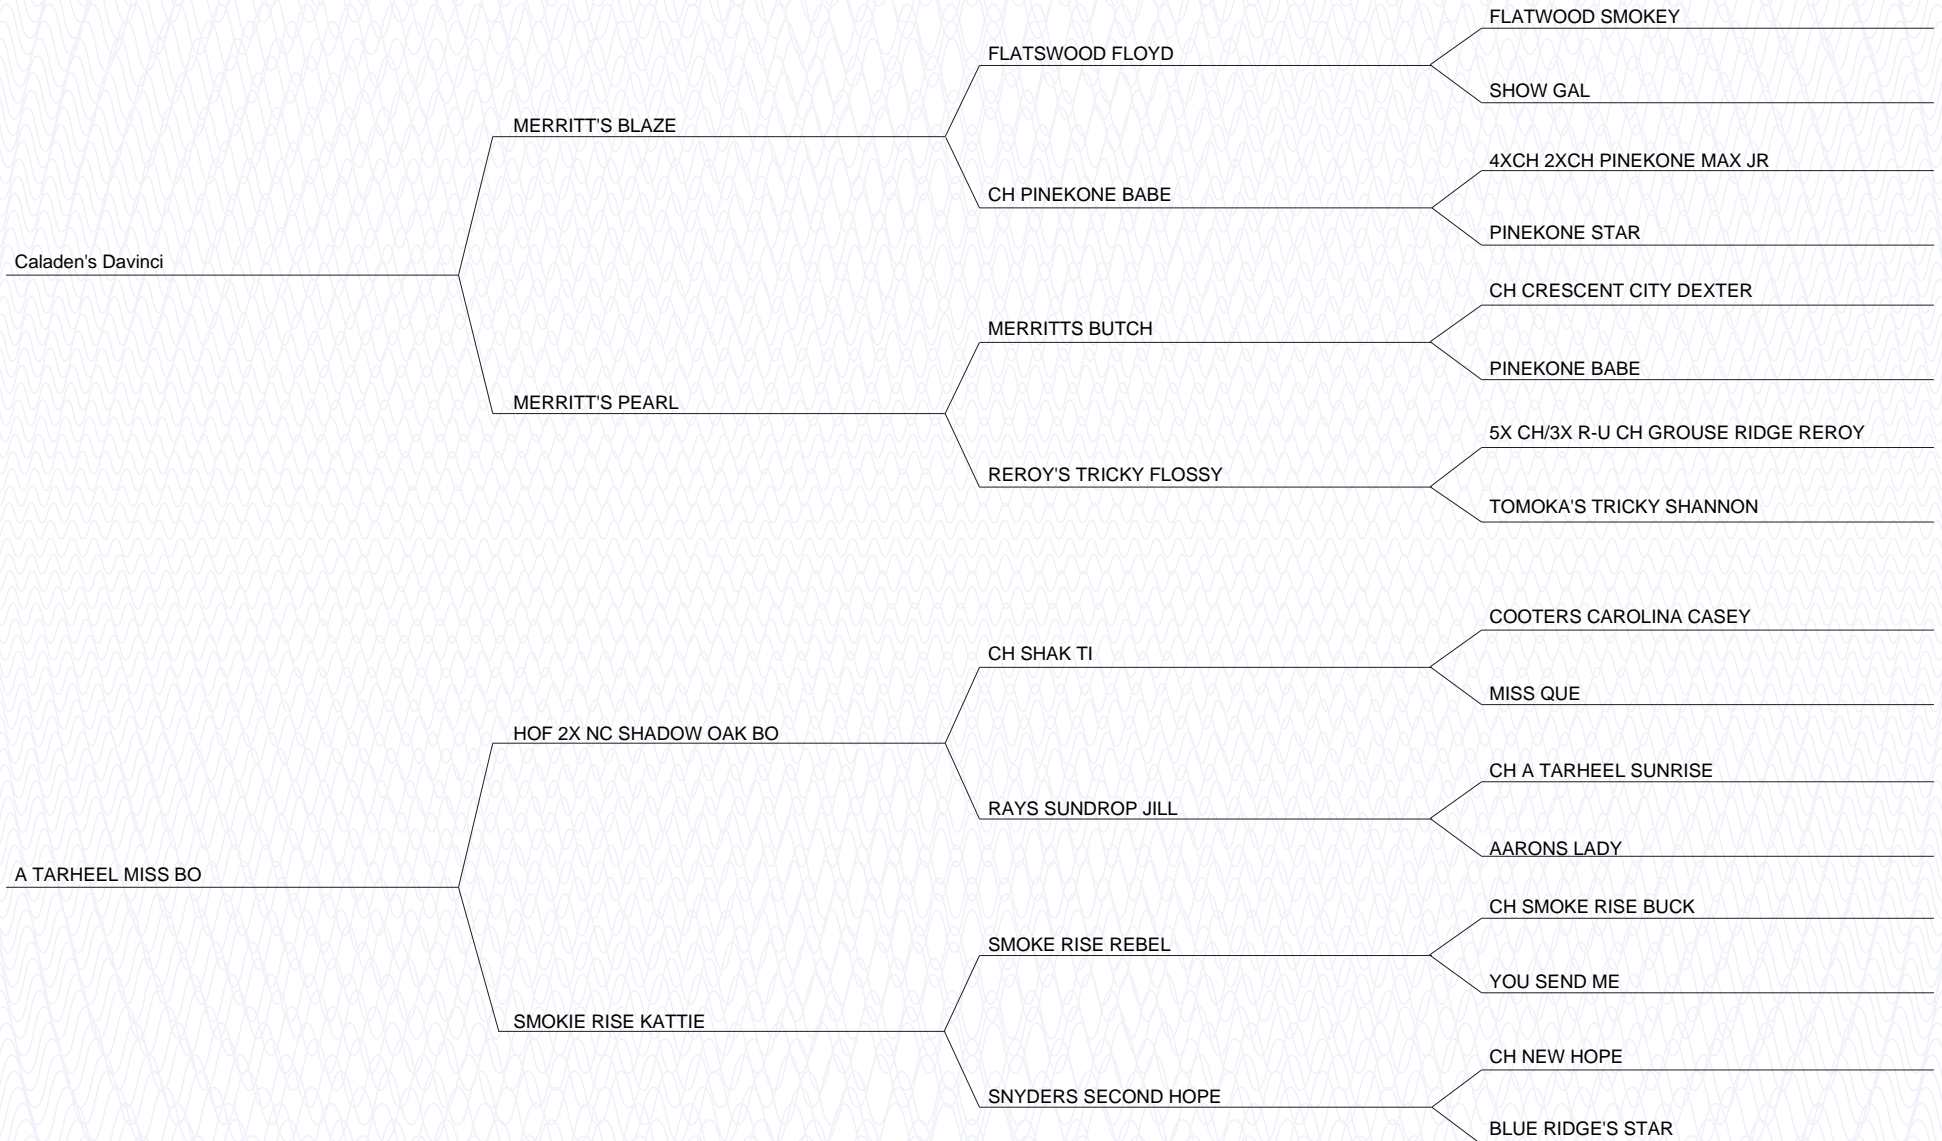 FLATWOOD SMOKEY
FLATSWOOD FLOYD
SHOW GAL
MERRITT'S BLAZE
4XCH 2XCH PINEKONE MAX JR
CH PINEKONE BABE
PINEKONE STAR
Caladen's Davinci
CH CRESCENT CITY DEXTER
MERRITTS BUTCH
PINEKONE BABE
MERRITT'S PEARL
5X CH/3X R-U CH GROUSE RIDGE REROY
REROY'S TRICKY FLOSSY
TOMOKA'S TRICKY SHANNON
COOTERS CAROLINA CASEY
CH SHAK TI
MISS QUE
HOF 2X NC SHADOW OAK BO
CH A TARHEEL SUNRISE
RAYS SUNDROP JILL
AARONS LADY
A TARHEEL MISS BO
CH SMOKE RISE BUCK
SMOKE RISE REBEL
YOU SEND ME
SMOKIE RISE KATTIE
CH NEW HOPE
SNYDERS SECOND HOPE
BLUE RIDGE'S STAR